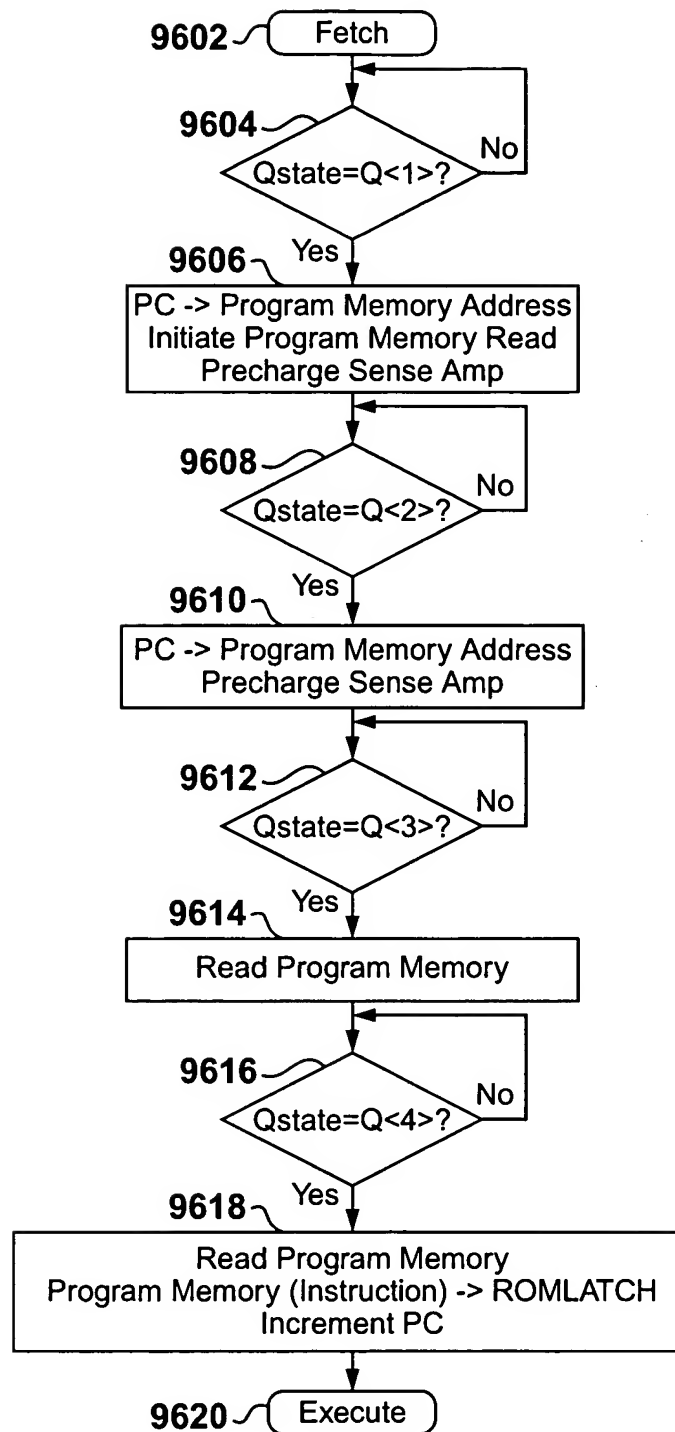 9602 Fetch
9604
Qstate=Q<1>?
No
Yes
9606
PC -> Program Memory Address
Initiate Program Memory Read
Precharge Sense Amp
9608
Qstate=Q<2>?
No
Yes
9610
PC -> Program Memory Address
Precharge Sense Amp
9612
Qstate=Q<3>?
No
Yes
9614
Read Program Memory
9616
Qstate=Q<4>?
No
Yes
9618
Read Program Memory
Program Memory (Instruction) -> ROMLATCH
Increment PC
9620 Execute